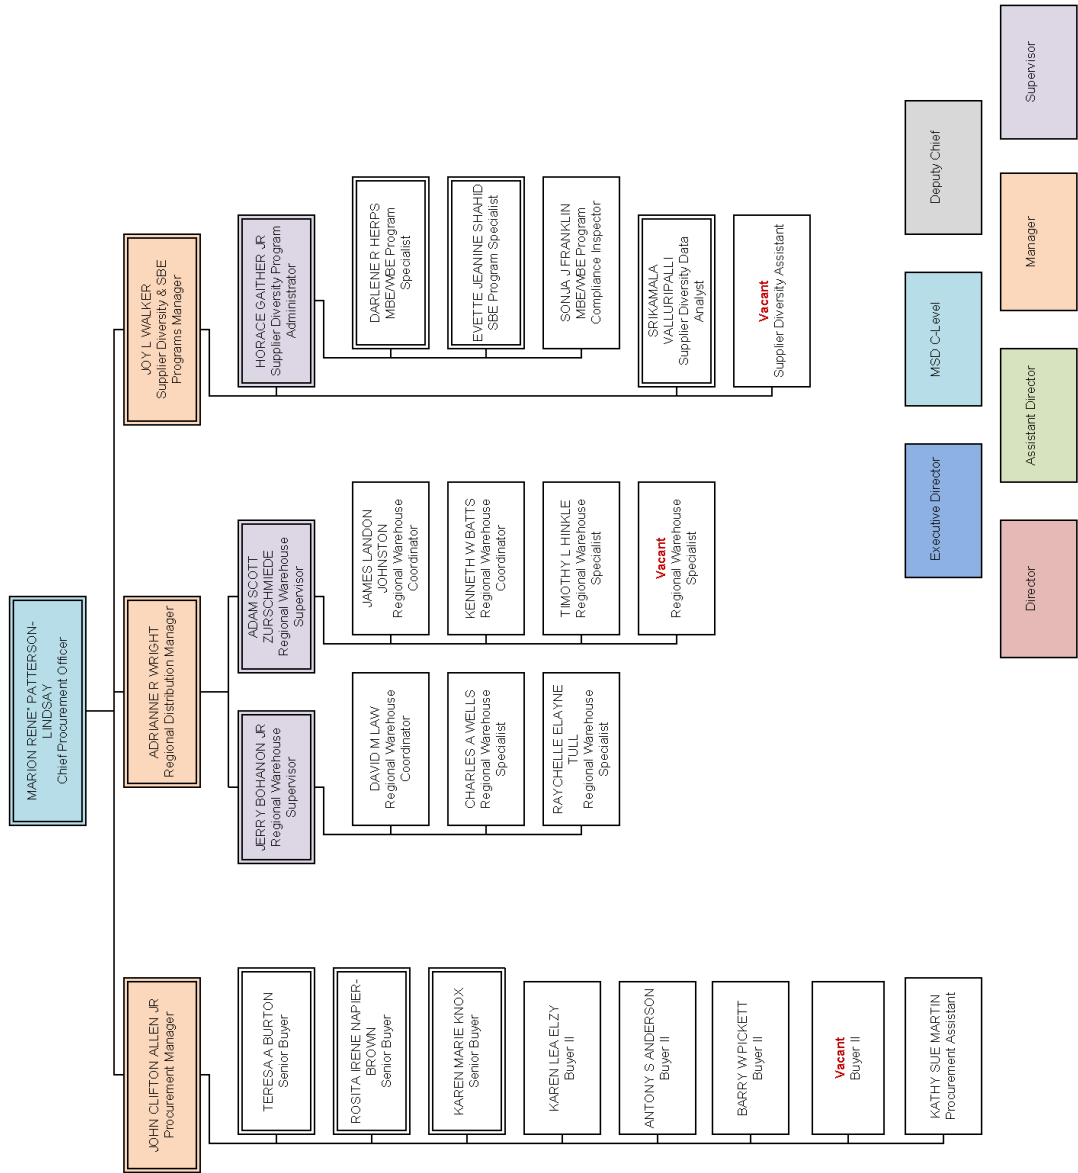 MARION RENE' PATTERSON-
LINDSAY
Chief Procurement Officer
JOHN CLIFTON ALLEN JR
Procurement Manager
TERESA A BURTON
Senior Buyer
ROSITA IRENE NAPIER-
BROWN
Senior Buyer
KAREN MARIE KNOX
Senior Buyer
KAREN LEA ELZY
Buyer II
ANTONY S ANDERSON
Buyer II
BARRY W PICKETT
Buyer II
Vacant
Buyer II
KATHY SUE MARTIN
Procurement Assistant
ADRIANNE R WRIGHT
Regional Distribution Manager
JERRY BOHANON JR
Regional Warehouse
Supervisor
DAVID M LAW
Regional Warehouse
Coordinator
CHARLES A WELLS
Regional Warehouse
Specialist
RAYCHELLE ELAYNE
TULL
Regional Warehouse
Specialist
ADAM SCOTT
ZURSCHMIEDE
Regional Warehouse
Supervisor
JAMES LANDON
JOHNSTON
Regional Warehouse
Coordinator
KENNETH W BATTS
Regional Warehouse
Coordinator
TIMOTHY L HINKLE
Regional Warehouse
Specialist
Vacant
Regional Warehouse
Specialist
JOY L WALKER
Supplier Diversity & SBE
Programs Manager
HORACE GAITHER JR
Supplier Diversity Program
Administrator
DARLENE R HERPS
MBE/WBE Program
Specialist
EVETTE JEANINE SHAHID
SBE Program Specialist
SONJA J FRANKLIN
MBE/WBE Program
Compliance Inspector
SRIKAMALA
VALLURIPALLI
Supplier Diversity Data
Analyst
Vacant
Supplier Diversity Assistant
Executive Director
MSD C-Level
Deputy Chief
Director
Assistant Director
Manager
Supervisor